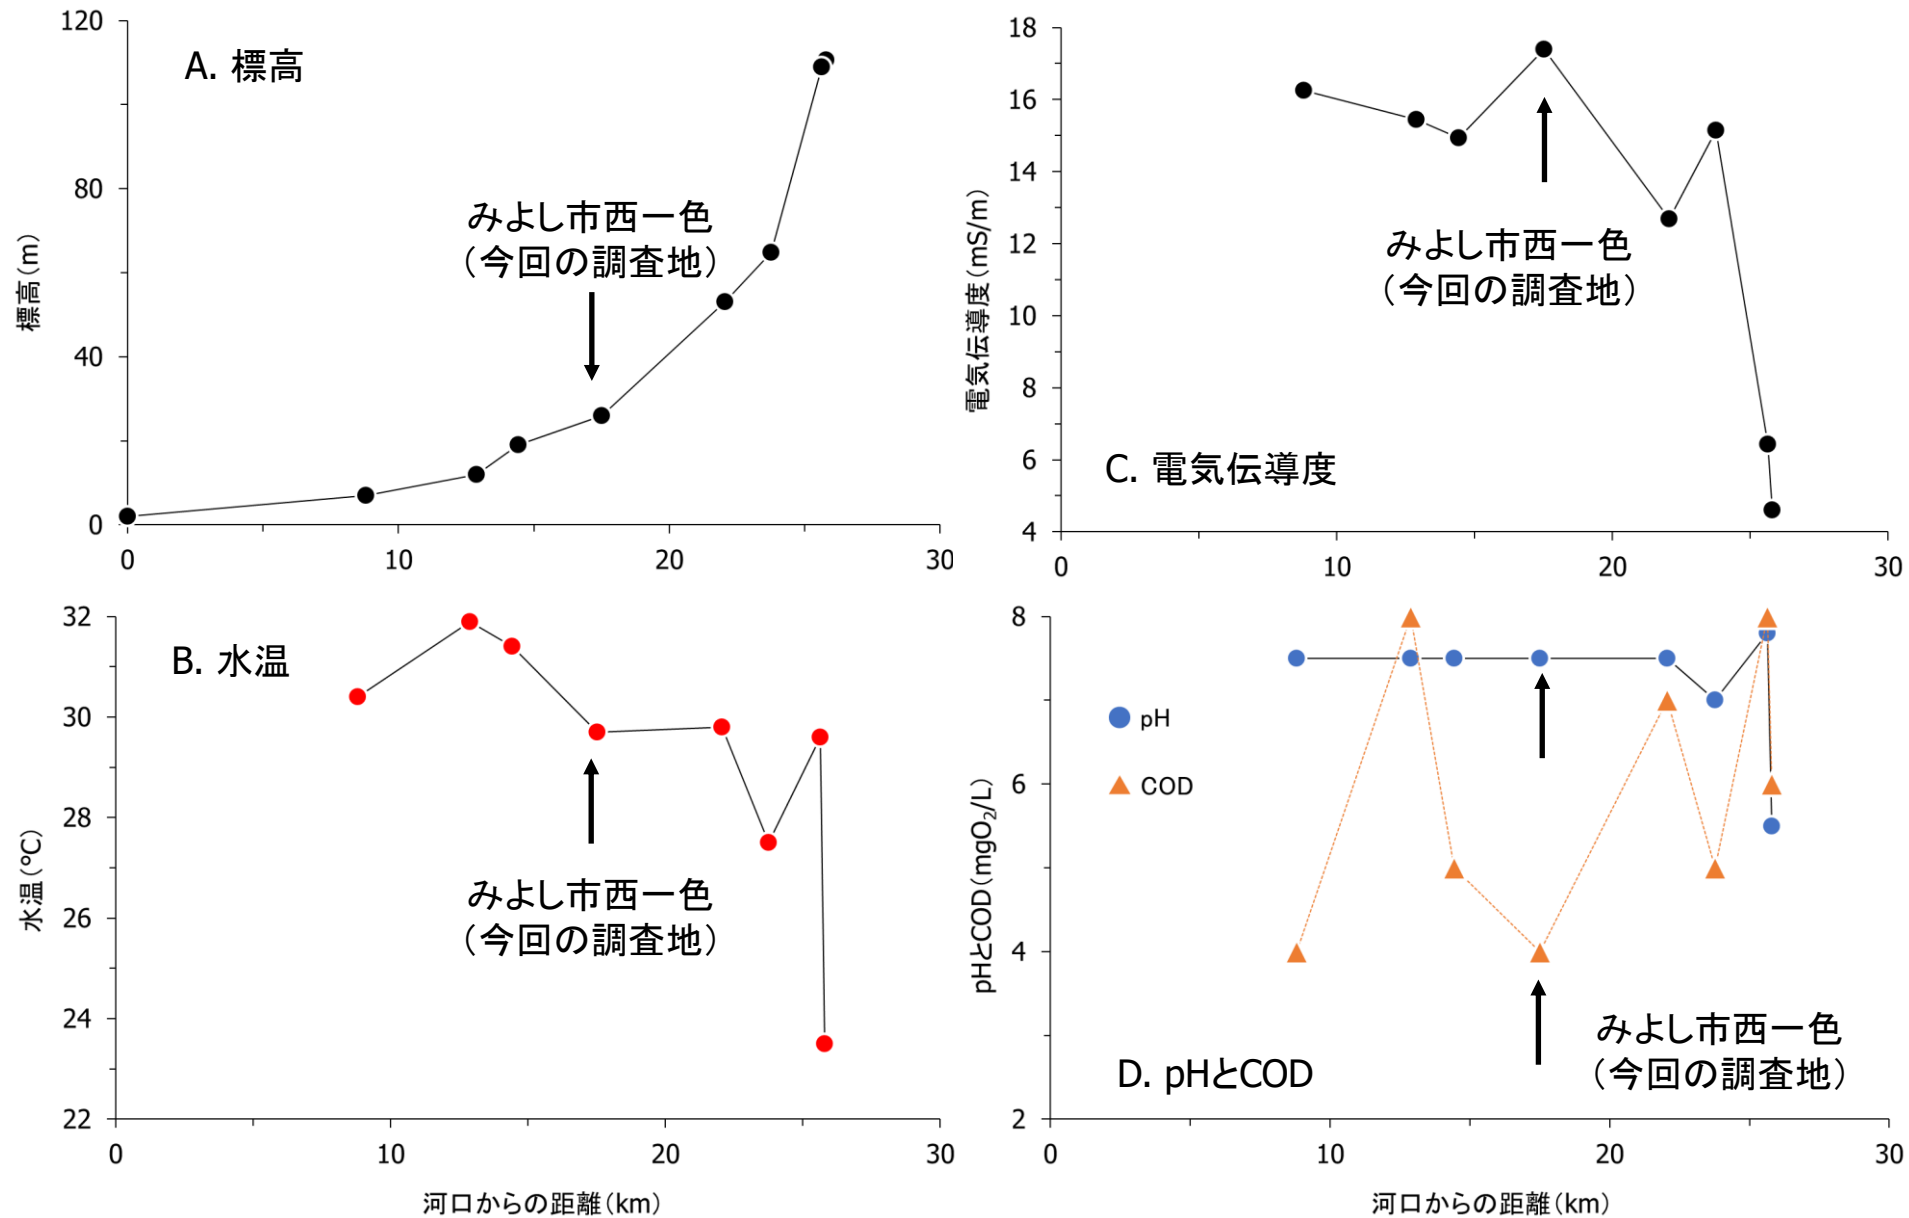 A. 標高
120
80
40
0
標高(m)
みよし市西一色
(今回の調査地)
0
10
20
30
C. 電気伝導度
18
16
14
12
10
8
6
4
電気伝導度(mS/m)
みよし市西一色
(今回の調査地)
0
10
20
30
B. 水温
32
30
28
26
24
22
水温(℃)
みよし市西一色
(今回の調査地)
0
10
20
30
河口からの距離(km)
8
6
4
2
pHとCOD(mgO₂/L)
pH
COD
D. pHとCOD
みよし市西一色
(今回の調査地)
0
10
20
30
河口からの距離(km)